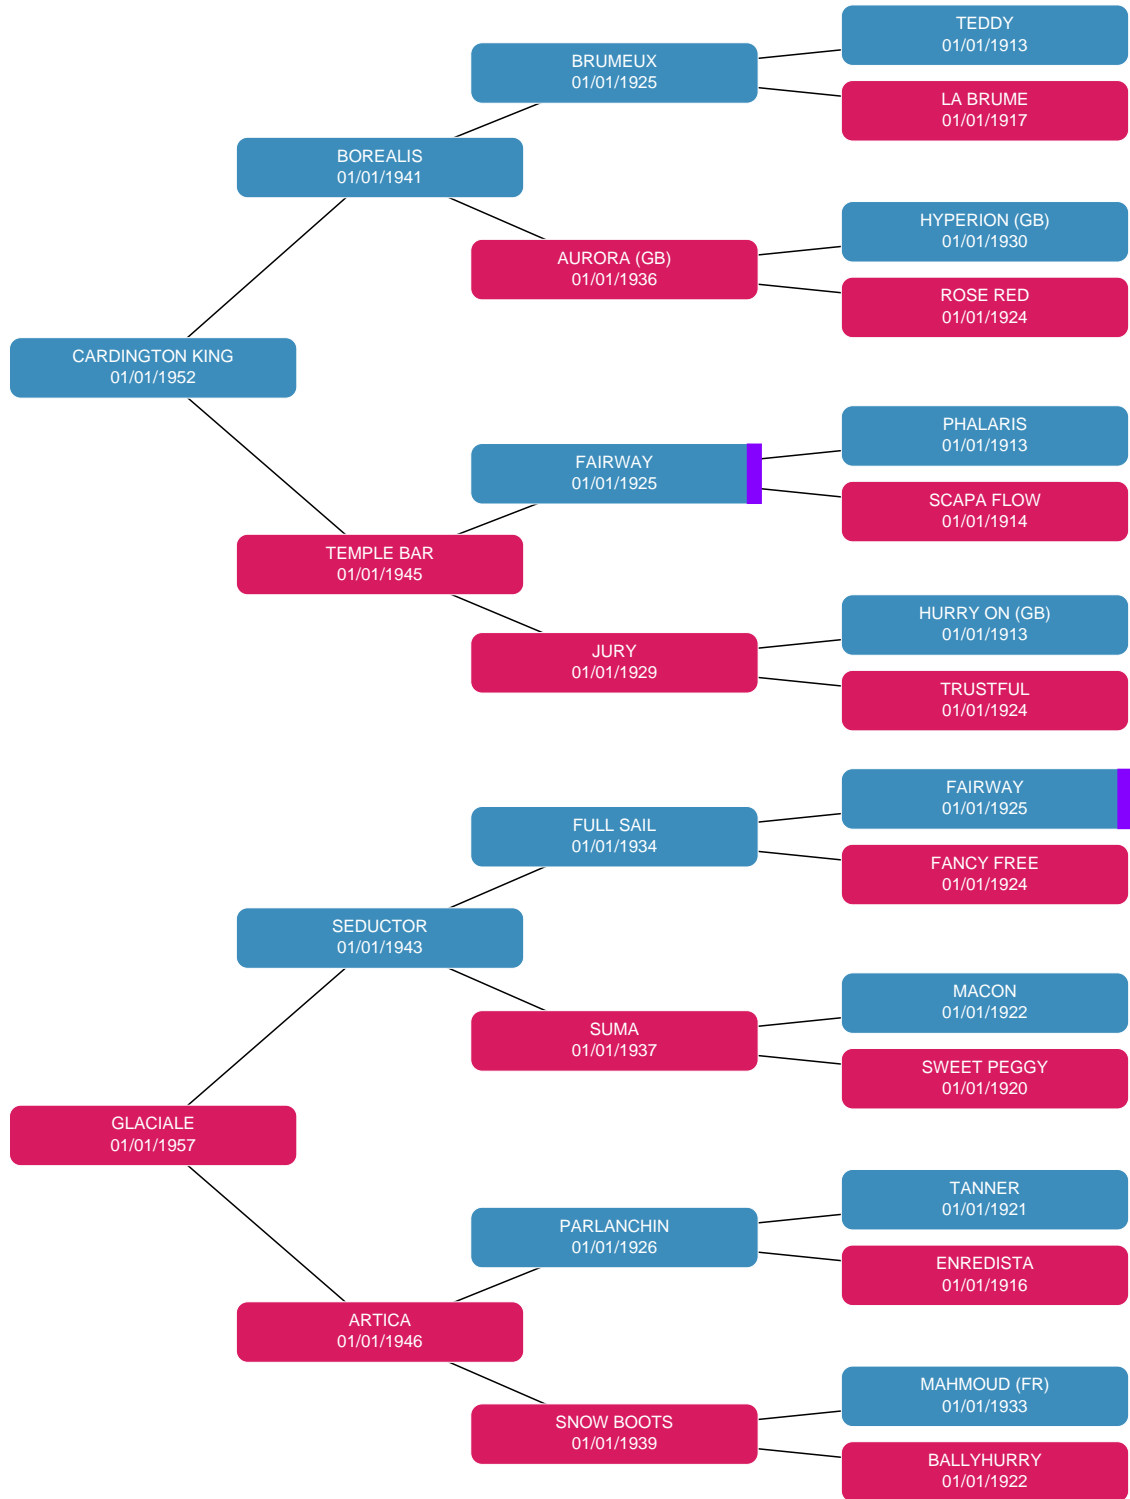 TEDDY
01/01/1913
BRUMEUX
01/01/1925
LA BRUME
01/01/1917
BOREALIS
01/01/1941
HYPERION (GB)
01/01/1930
AURORA (GB)
01/01/1936
ROSE RED
01/01/1924
CARDINGTON KING
01/01/1952
PHALARIS
01/01/1913
FAIRWAY
01/01/1925
SCAPA FLOW
01/01/1914
TEMPLE BAR
01/01/1945
HURRY ON (GB)
01/01/1913
JURY
01/01/1929
TRUSTFUL
01/01/1924
FAIRWAY
01/01/1925
FULL SAIL
01/01/1934
FANCY FREE
01/01/1924
SEDUCTOR
01/01/1943
MACON
01/01/1922
SUMA
01/01/1937
SWEET PEGGY
01/01/1920
GLACIALE
01/01/1957
TANNER
01/01/1921
PARLANCHIN
01/01/1926
ENREDISTA
01/01/1916
ARTICA
01/01/1946
MAHMOUD (FR)
01/01/1933
SNOW BOOTS
01/01/1939
BALLYHURRY
01/01/1922